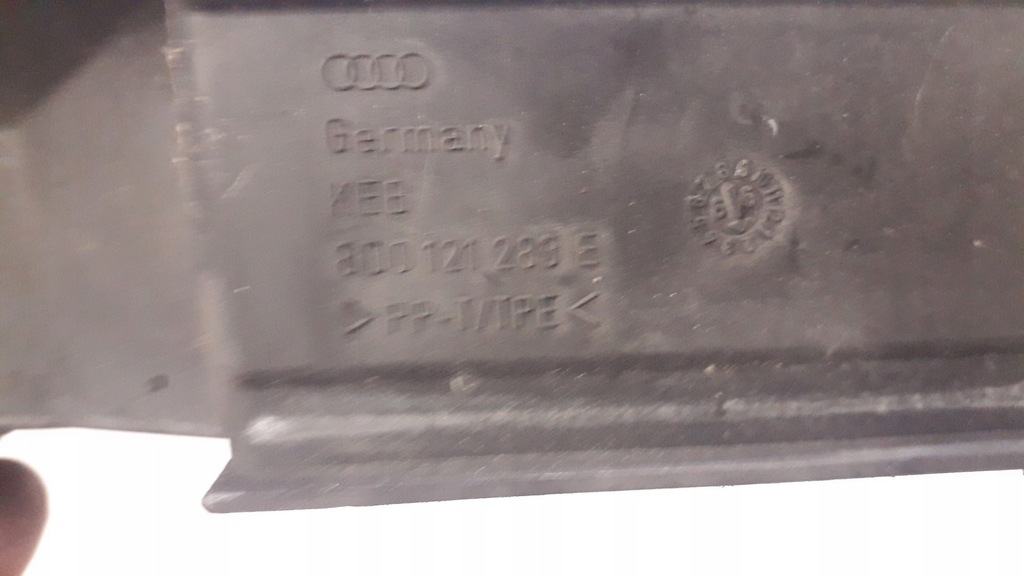 Germany
KEB
8D0 121 283 E
>PP-T/TPE<